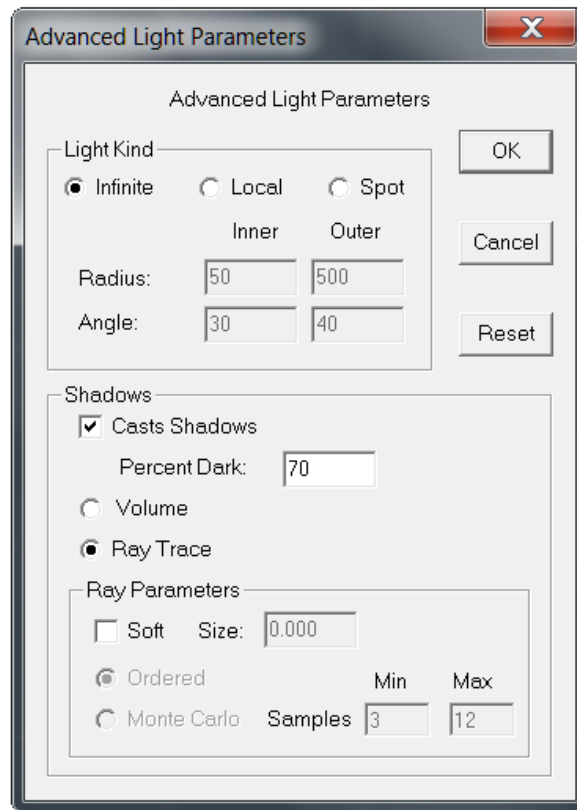 Advanced Light Parameters
Advanced Light Parameters
Light Kind
OK
Infinite Local Spot
Inner Outer
Cancel
Radius: 50 500
Angle: 30 40
Reset
Shadows
Casts Shadows
Percent Dark: 70
Volume
Ray Trace
Ray Parameters
Soft Size: 0.000
Ordered
Min Max
Monte Carlo Samples 3 12